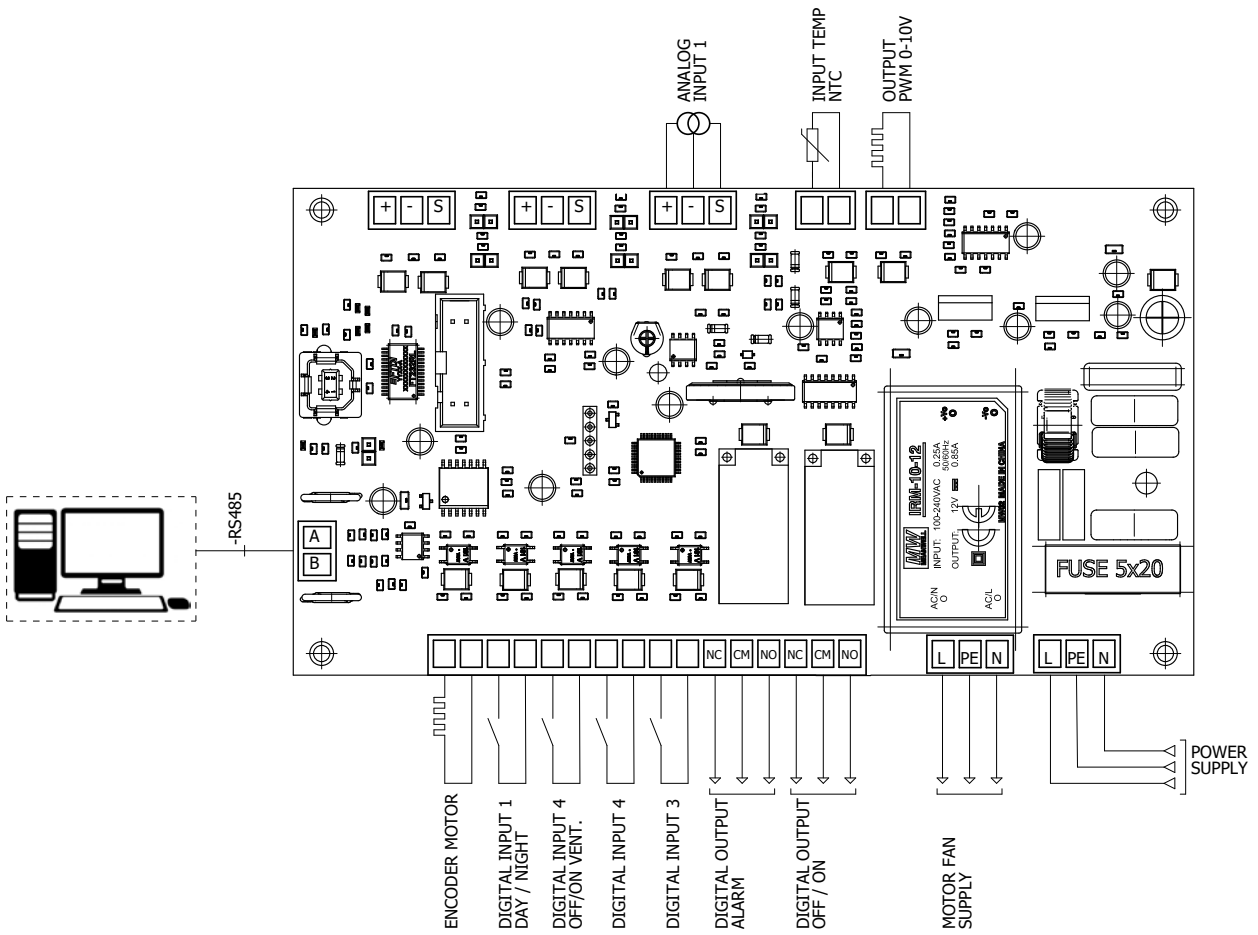 ANALOG
INPUT 1
INPUT TEMP
NTC
OUTPUT
PWM 0-10V
+ - S
+ - S
+ - S
-RS485
A
B
MW
IRM-10-12
INPUT: 100-240VAC 0.25A
50/60Hz
OUTPUT: 12V 0.85A
MADE IN CHINA
+Vo
-Vo
AC/N
AC/L
FUSE 5x20
NC CM NO NC CM NO
L PE N
L PE N
POWER
SUPPLY
ENCODER MOTOR
DIGITAL INPUT 1
DAY / NIGHT
DIGITAL INPUT 4
OFF/ON VENT.
DIGITAL INPUT 4
DIGITAL INPUT 3
DIGITAL OUTPUT
ALARM
DIGITAL OUTPUT
OFF / ON
MOTOR FAN
SUPPLY